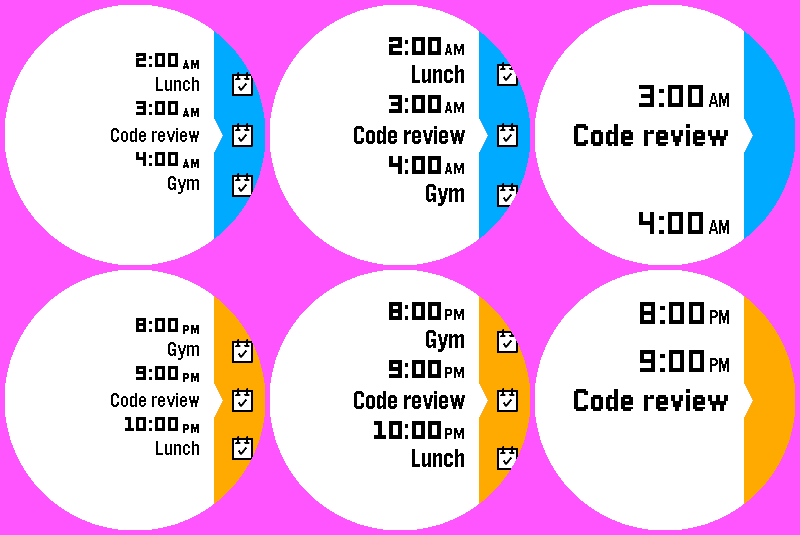 2:00 AM
Lunch
3:00 AM
Code review
4:00 AM
Gym
2:00 AM
Lunch
3:00 AM
Code review
4:00 AM
Gym
3:00 AM
Code review
4:00 AM
8:00 PM
Gym
9:00 PM
Code review
10:00 PM
Lunch
8:00 PM
Gym
9:00 PM
Code review
10:00 PM
Lunch
8:00 PM
9:00 PM
Code review